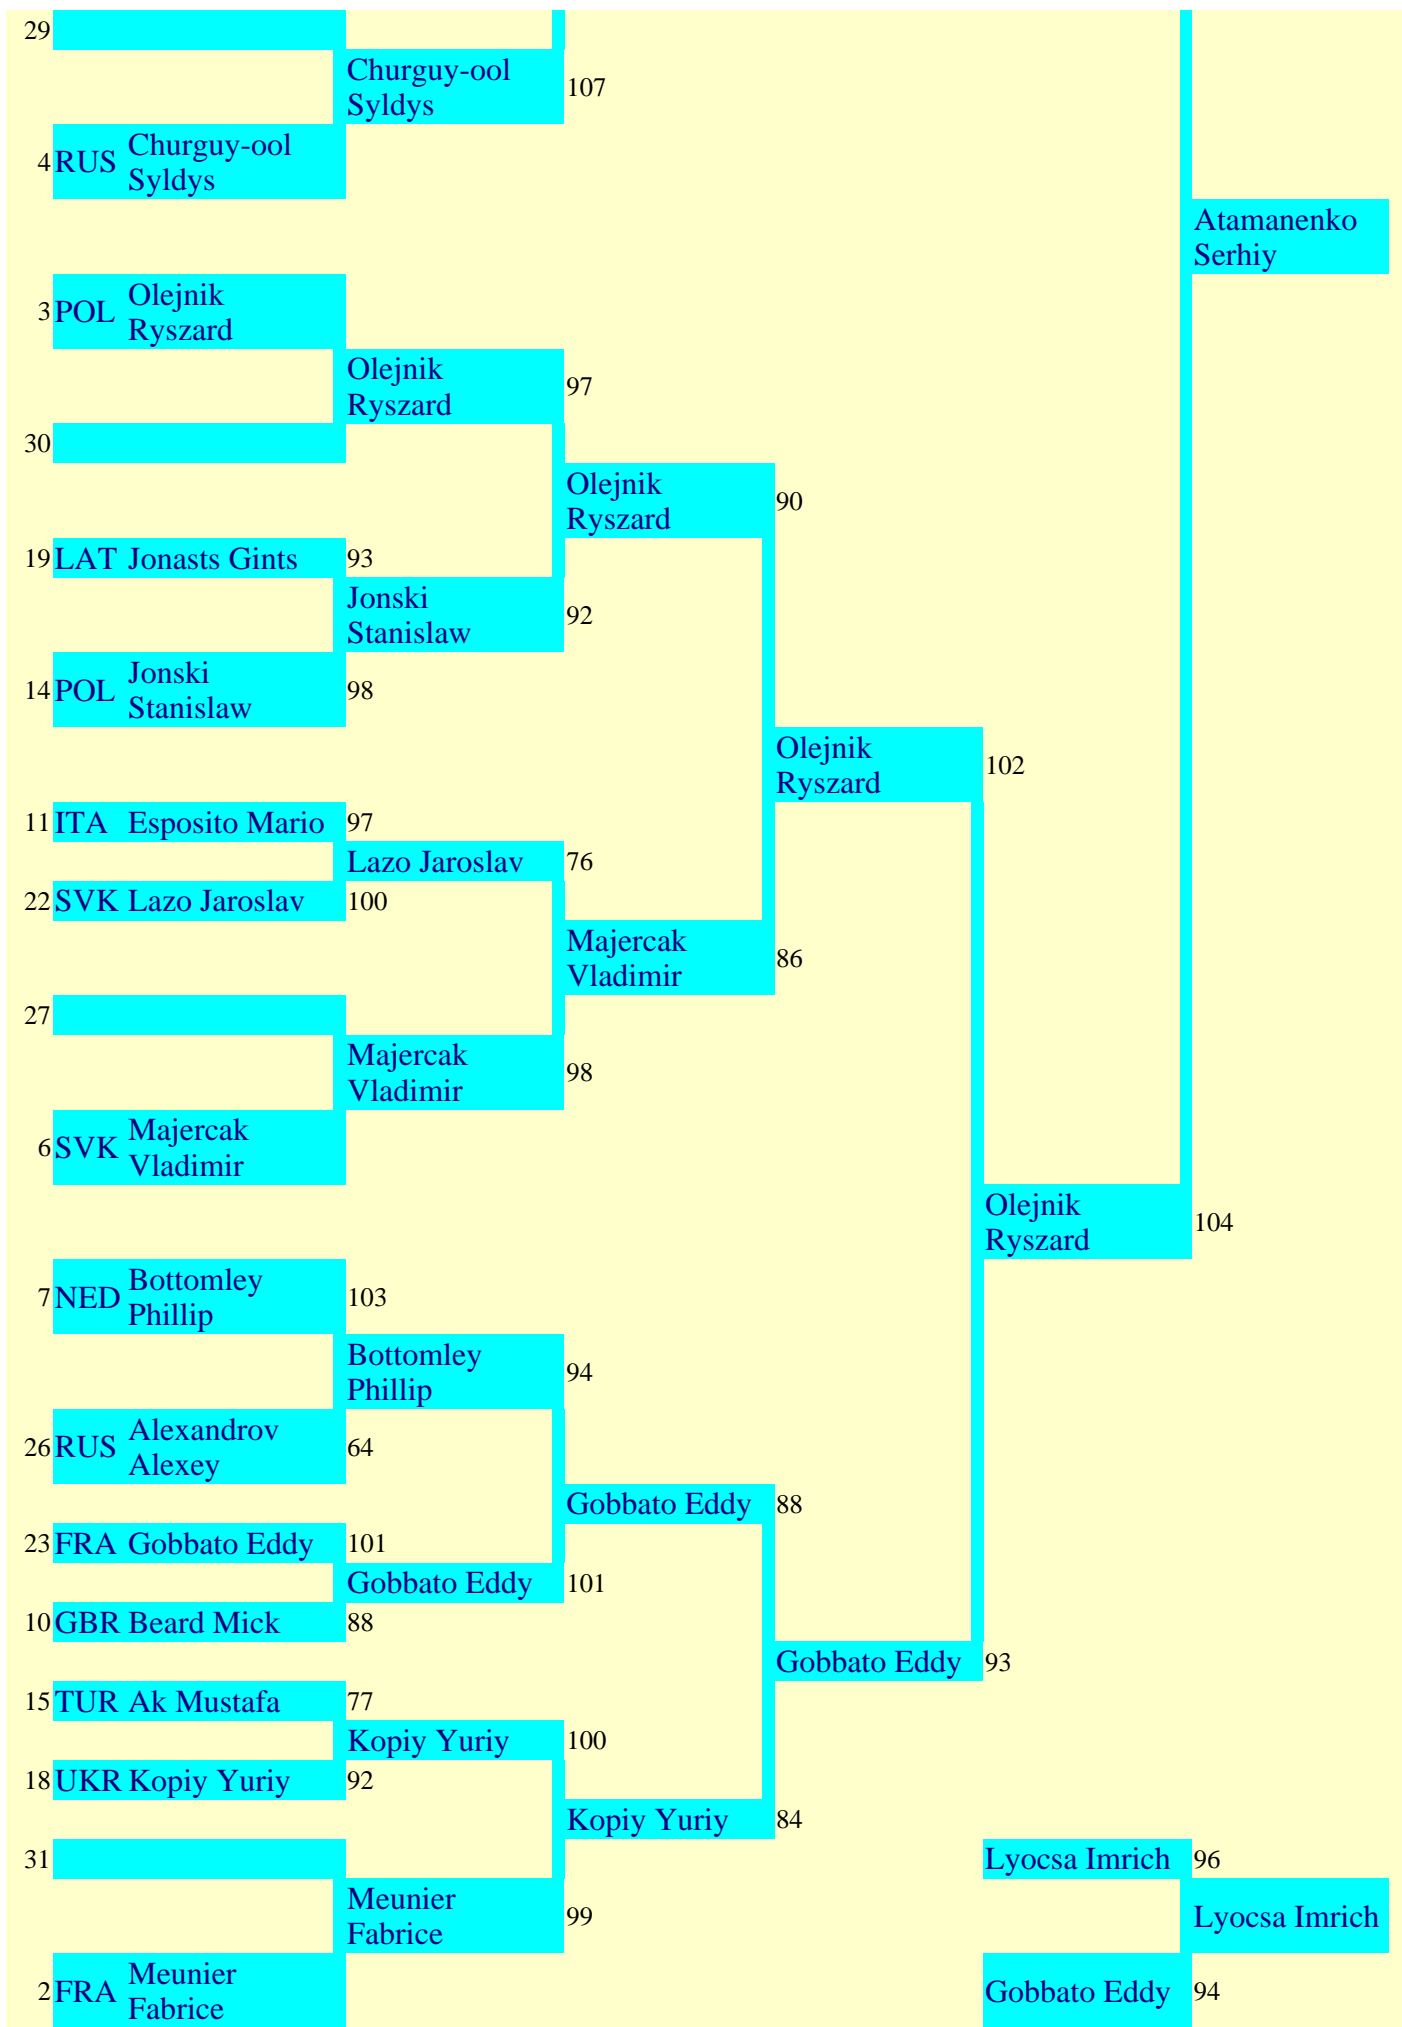 29
Churguy-ool
Syldys
107
4 RUS Churguy-ool
Syldys
Atamanenko
Serhiy
3 POL Olejnik
Ryszard
Olejnik
Ryszard
97
30
Olejnik
Ryszard
90
19 LAT Jonasts Gints 93
Jonski
Stanislaw
92
14 POL Jonski
Stanislaw
98
Olejnik
Ryszard
102
11 ITA Esposito Mario 97
Lazo Jaroslav 76
22 SVK Lazo Jaroslav 100
Majercak
Vladimir
86
27
Majercak
Vladimir
98
6 SVK Majercak
Vladimir
Olejnik
Ryszard
104
7 NED Bottomley
Phillip
103
Bottomley
Phillip
94
26 RUS Alexandrov
Alexey
64
Gobbato Eddy 88
23 FRA Gobbato Eddy 101
Gobbato Eddy 101
10 GBR Beard Mick 88
Gobbato Eddy 93
15 TUR Ak Mustafa 77
Kopiy Yuriy 100
18 UKR Kopiy Yuriy 92
Kopiy Yuriy 84
31
Lyocsa Imrich 96
Meunier
Fabrice
99
Lyocsa Imrich
2 FRA Meunier
Fabrice
Gobbato Eddy 94